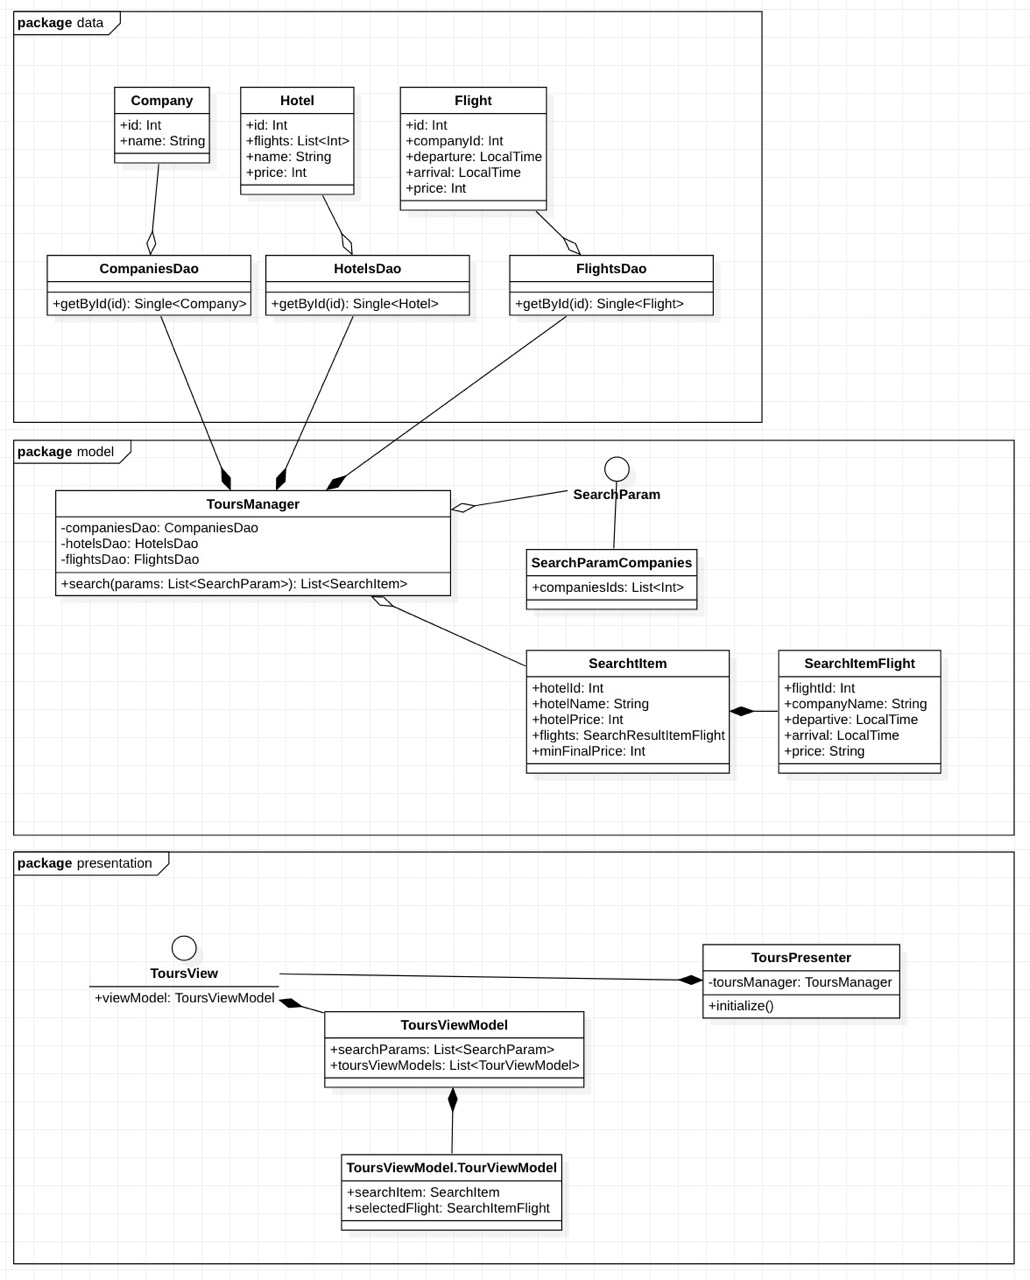 package data
Company
+id: Int
+name: String
Hotel
+id: Int
+flights: List<Int>
+name: String
+price: Int
Flight
+id: Int
+companyId: Int
+departure: LocalTime
+arrival: LocalTime
+price: Int
CompaniesDao
+getById(id): Single<Company>
HotelsDao
+getById(id): Single<Hotel>
FlightsDao
+getById(id): Single<Flight>
package model
ToursManager
-companiesDao: CompaniesDao
-hotelsDao: HotelsDao
-flightsDao: FlightsDao
+search(params: List<SearchParam>): List<SearchItem>
SearchParam
SearchParamCompanies
+companiesIds: List<Int>
SearchtItem
+hotelId: Int
+hotelName: String
+hotelPrice: Int
+flights: SearchResultItemFlight
+minFinalPrice: Int
SearchItemFlight
+flightId: Int
+companyName: String
+departive: LocalTime
+arrival: LocalTime
+price: String
package presentation
ToursView
+viewModel: ToursViewModel
ToursPresenter
-toursManager: ToursManager
+initialize()
ToursViewModel
+searchParams: List<SearchParam>
+toursViewModels: List<TourViewModel>
ToursViewModel.TourViewModel
+searchItem: SearchItem
+selectedFlight: SearchItemFlight